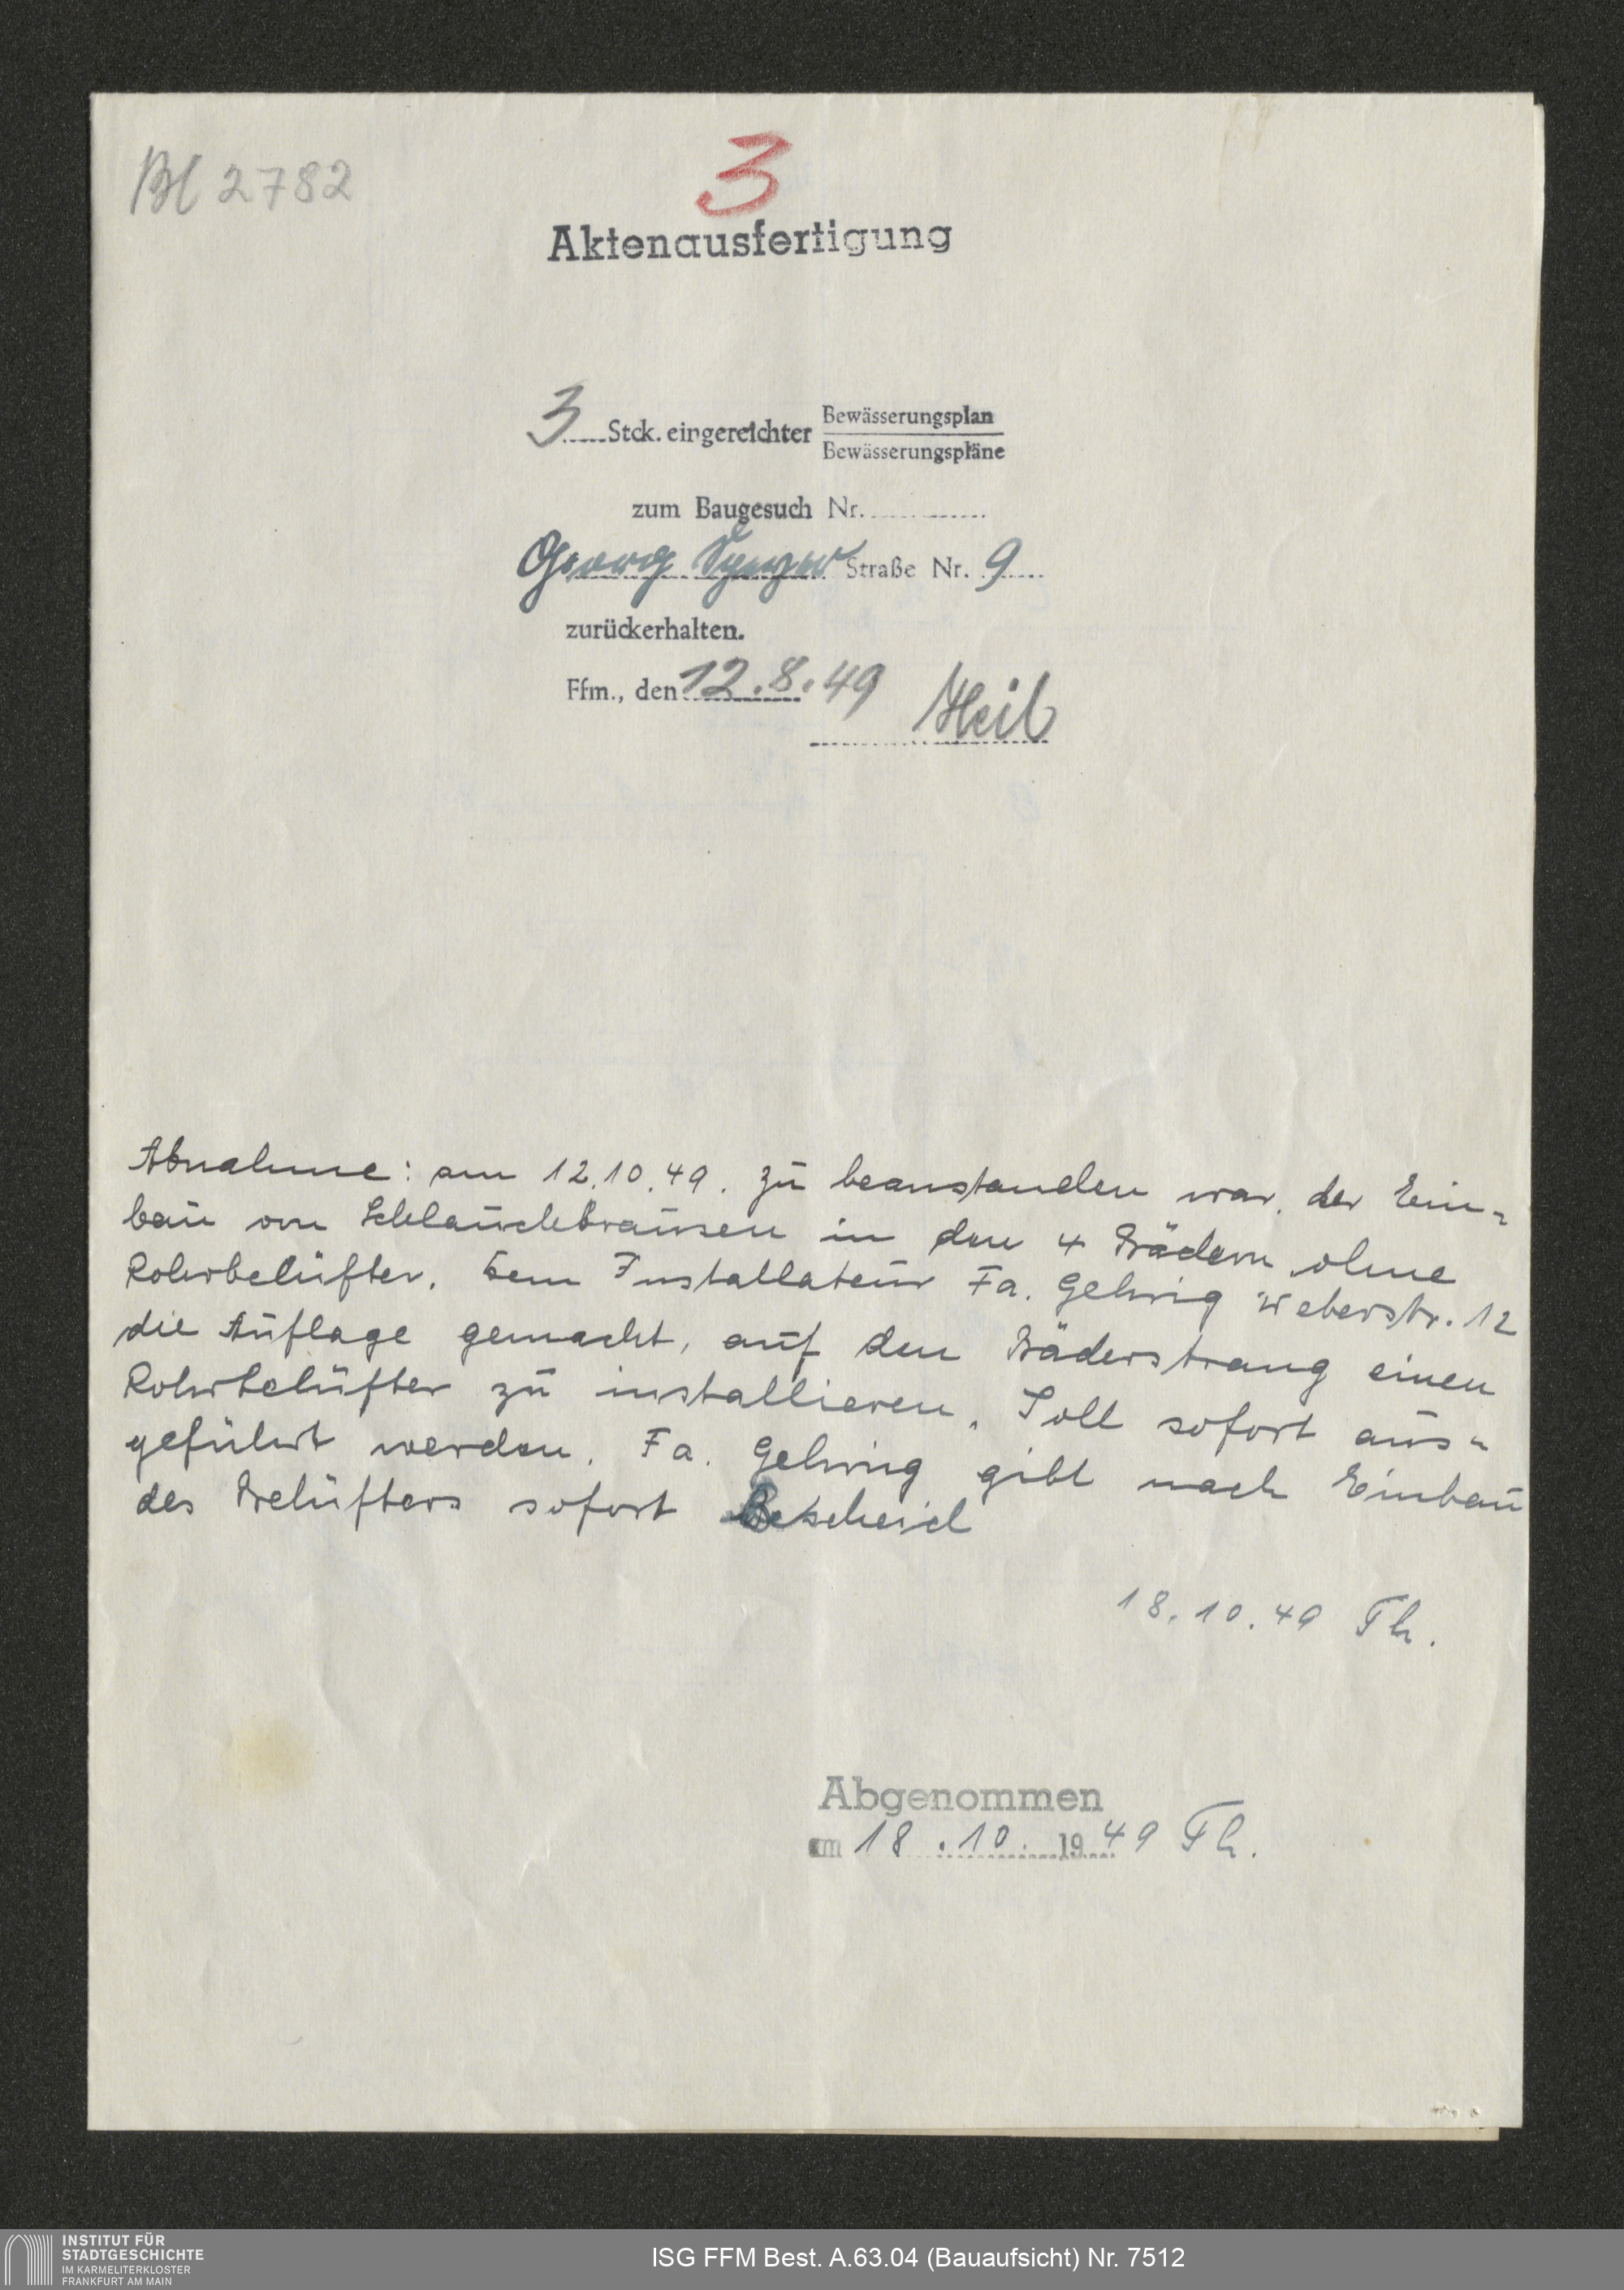 Bl 2782
3
Aktenausfertigung
3 Stck. eingereichter Bewässerungsplan
Bewässerungspläne
zum Baugesuch Nr.
Georg Speyer Straße Nr. 9
zurückerhalten.
Ffm., den 12.8.49
Heil
Abnahme: am 12.10.49. Zu beanstanden war, der Ein-
bau von Schlauchbrausen in den 4 Bädern ohne
Rohrbelüfter. Dem Installateur Fa. Gehrig Weberstr. 12
die Auflage gemacht, auf den Bäderstrang einen
Rohrbelüfter zu installieren. Soll sofort aus-
geführt werden. Fa. Gehrig gibt nach Einbau
des Belüfters sofort Bescheid
18.10.49 Th.
Abgenommen
am 18.10.1949 Th.
INSTITUT FÜR
STADTGESCHICHTE
IM KARMELITERKLOSTER
FRANKFURT AM MAIN
ISG FFM Best. A.63.04 (Bauaufsicht) Nr. 7512